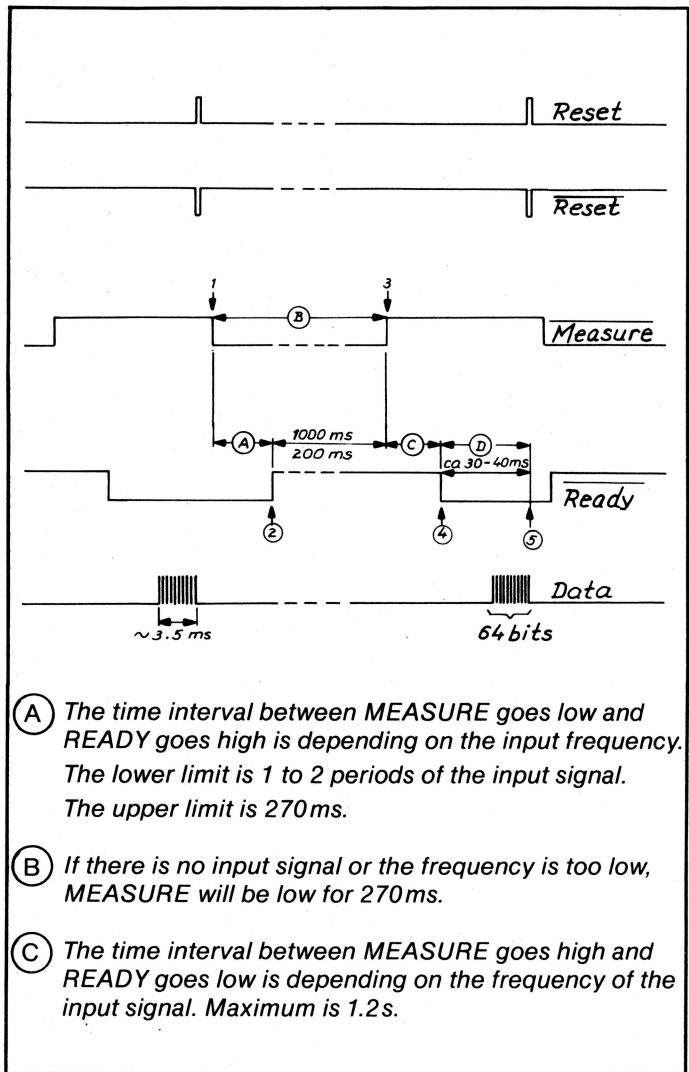 Reset
Reset
1
3
B
Measure
A
1000 ms
200 ms
C
D
ca 30-40ms
Ready
2
4
5
Data
~3.5 ms
64 bits
A The time interval between MEASURE goes low and
READY goes high is depending on the input frequency.
The lower limit is 1 to 2 periods of the input signal.
The upper limit is 270ms.
B If there is no input signal or the frequency is too low,
MEASURE will be low for 270ms.
C The time interval between MEASURE goes high and
READY goes low is depending on the frequency of the
input signal. Maximum is 1.2s.